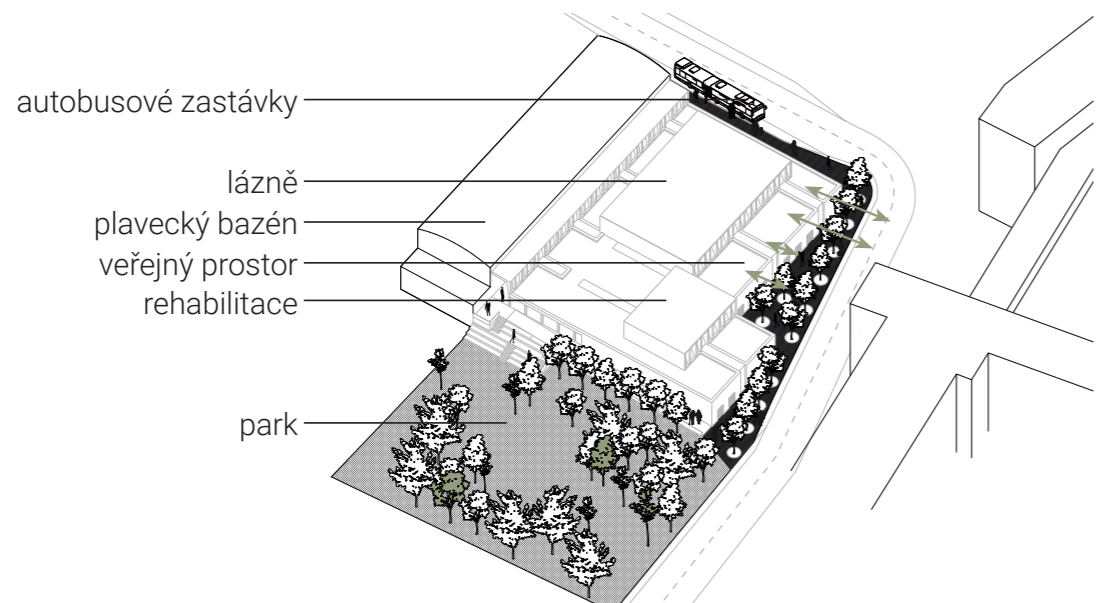 autobusové zastávky
lázně
plavecký bazén
veřejný prostor
rehabilitace
park